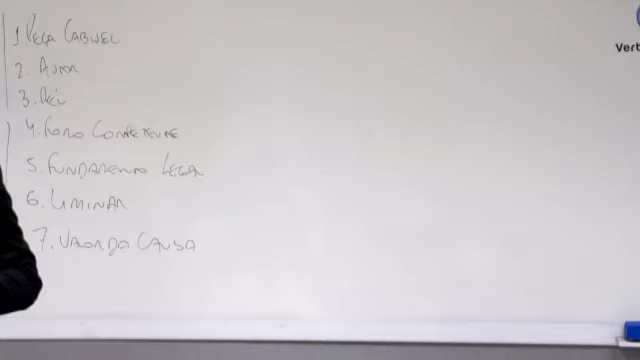 1. PEÇA CABÍVEL
2. AUTOR
3. RÉU
4. FORO COMPETENTE
5. FUNDAMENTO LEGAL
6. LIMINAR
7. VALOR DA CAUSA
Verb